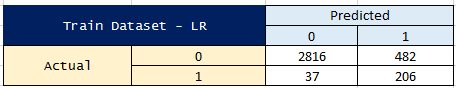 Train Dataset - LR
Predicted
0 1
Actual
0 2816 482
1 37 206